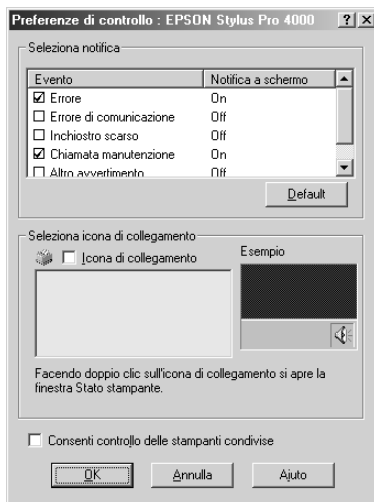 Preferenze di controllo : EPSON Stylus Pro 4000
Seleziona notifica
Evento Notifica a schermo
Errore On
Errore di comunicazione Off
Inchiostro scarso Off
Chiamata manutenzione On
Altro avvertimento Off
Default
Seleziona icona di collegamento
Icona di collegamento
Esempio
Facendo doppio clic sull'icona di collegamento si apre la
finestra Stato stampante.
Consenti controllo delle stampanti condivise
OK Annulla Aiuto